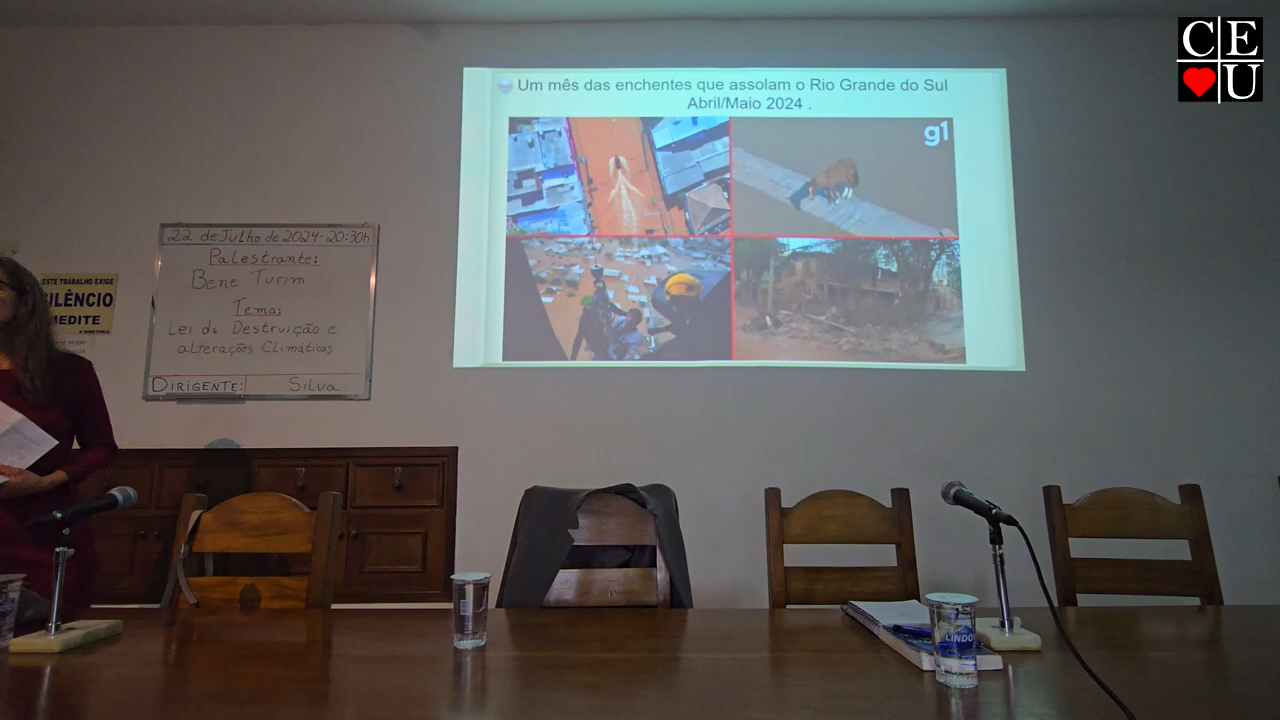 C E
U
Um mês das enchentes que assolam o Rio Grande do Sul
Abril/Maio 2024 .
g1
22 de Julho de 2024-20:30h
Palestrante:
Bene Turim
Tema:
Lei de Destruição e
alterações Climáticas
DIRIGENTE: SILVA
ESTE TRABALHO EXIGE
SILÊNCIO
MEDITE
A DIRETORIA
LINDO